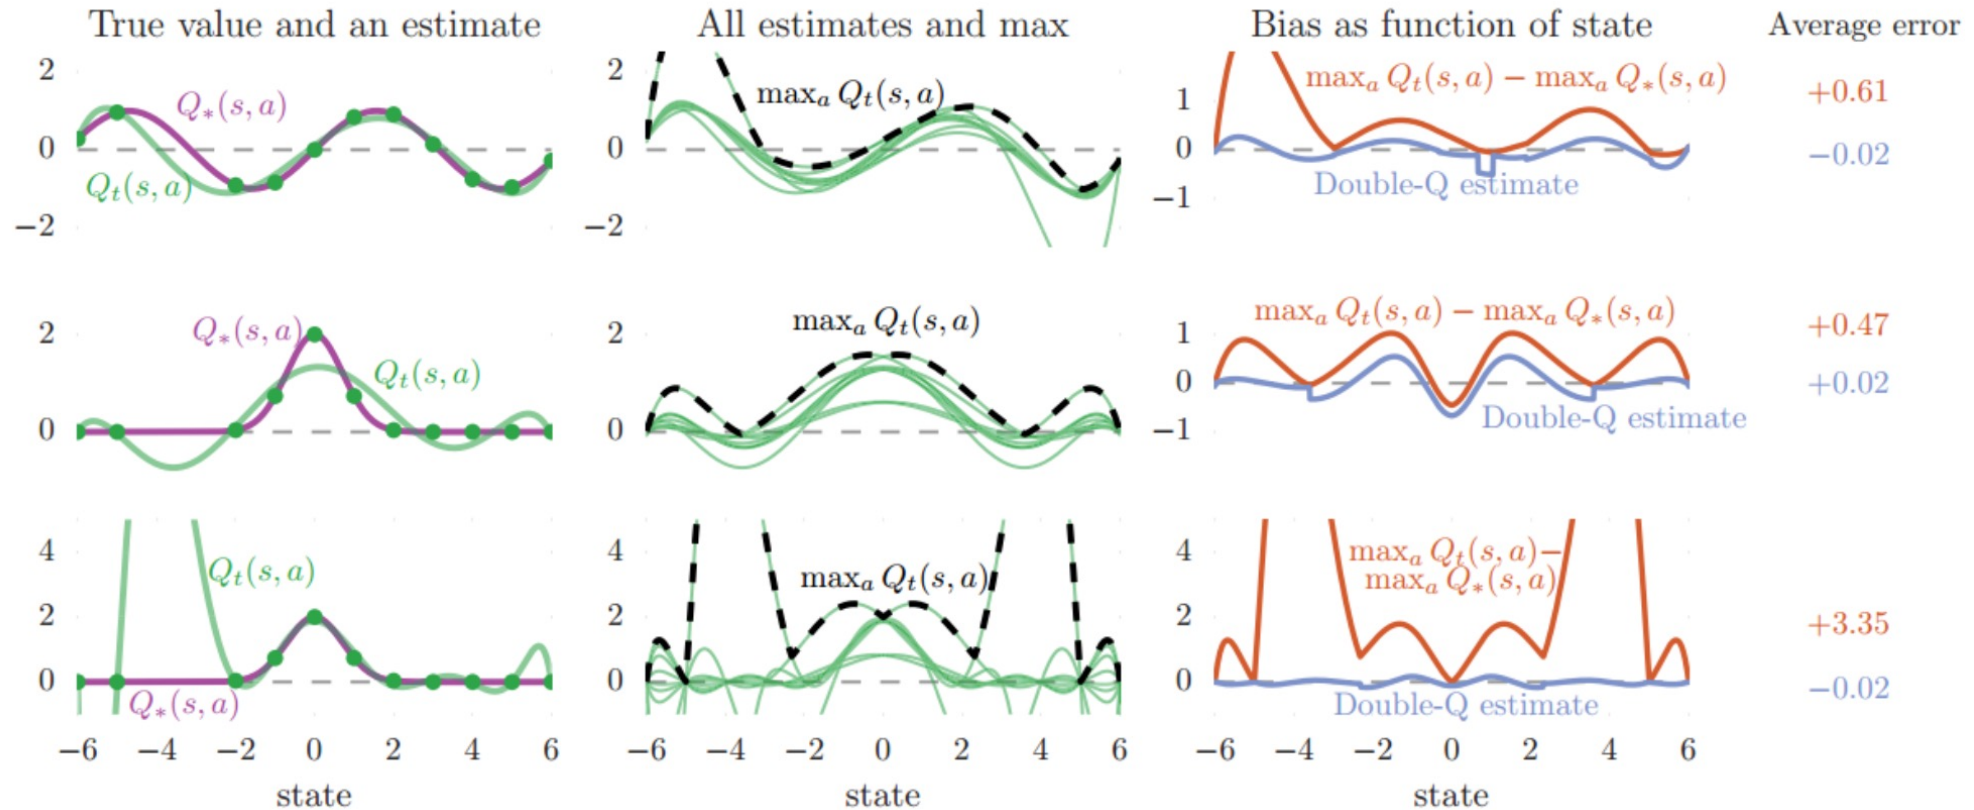 True value and an estimate
All estimates and max
Bias as function of state
Average error
2
0
−2
Q∗(s, a)
Qt(s, a)
2
0
−2
maxa Qt(s, a)
1
0
−1
maxa Qt(s, a) − maxa Q∗(s, a)
Double-Q estimate
+0.61
−0.02
2
0
Q∗(s, a)
Qt(s, a)
2
0
maxa Qt(s, a)
1
0
−1
maxa Qt(s, a) − maxa Q∗(s, a)
Double-Q estimate
+0.47
+0.02
4
2
0
Qt(s, a)
Q∗(s, a)
4
2
0
maxa Qt(s, a)
4
2
0
maxa Qt(s, a)−
maxa Q∗(s, a)
Double-Q estimate
+3.35
−0.02
−6 −4 −2 0 2 4 6
state
−6 −4 −2 0 2 4 6
state
−6 −4 −2 0 2 4 6
state